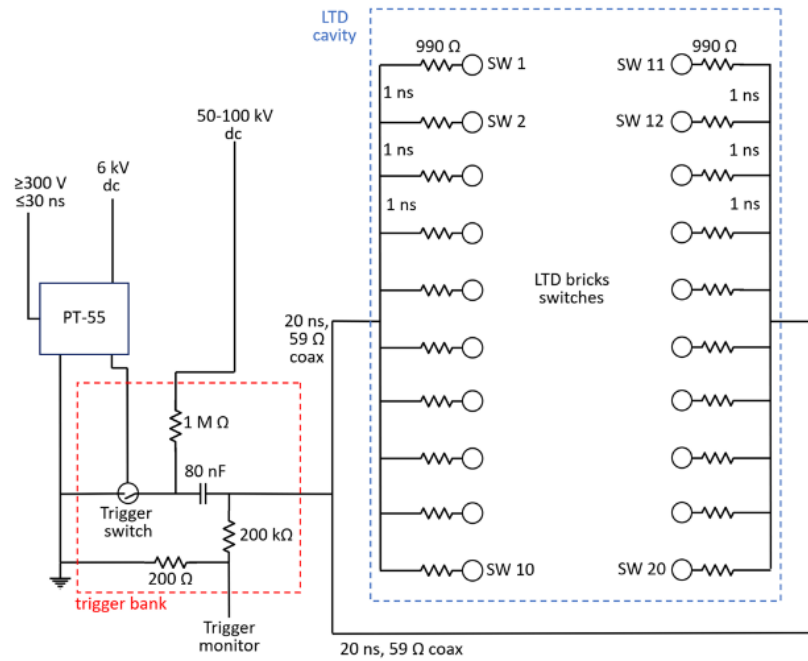 LTD
cavity
990 Ω
SW 1
SW 11
990 Ω
1 ns
1 ns
50-100 kV
dc
SW 2
SW 12
1 ns
1 ns
≥300 V
≤30 ns
6 kV
dc
1 ns
1 ns
LTD bricks
switches
PT-55
20 ns,
59 Ω
coax
1 M Ω
80 nF
Trigger
switch
200 kΩ
200 Ω
SW 10
SW 20
trigger bank
Trigger
monitor
20 ns, 59 Ω coax